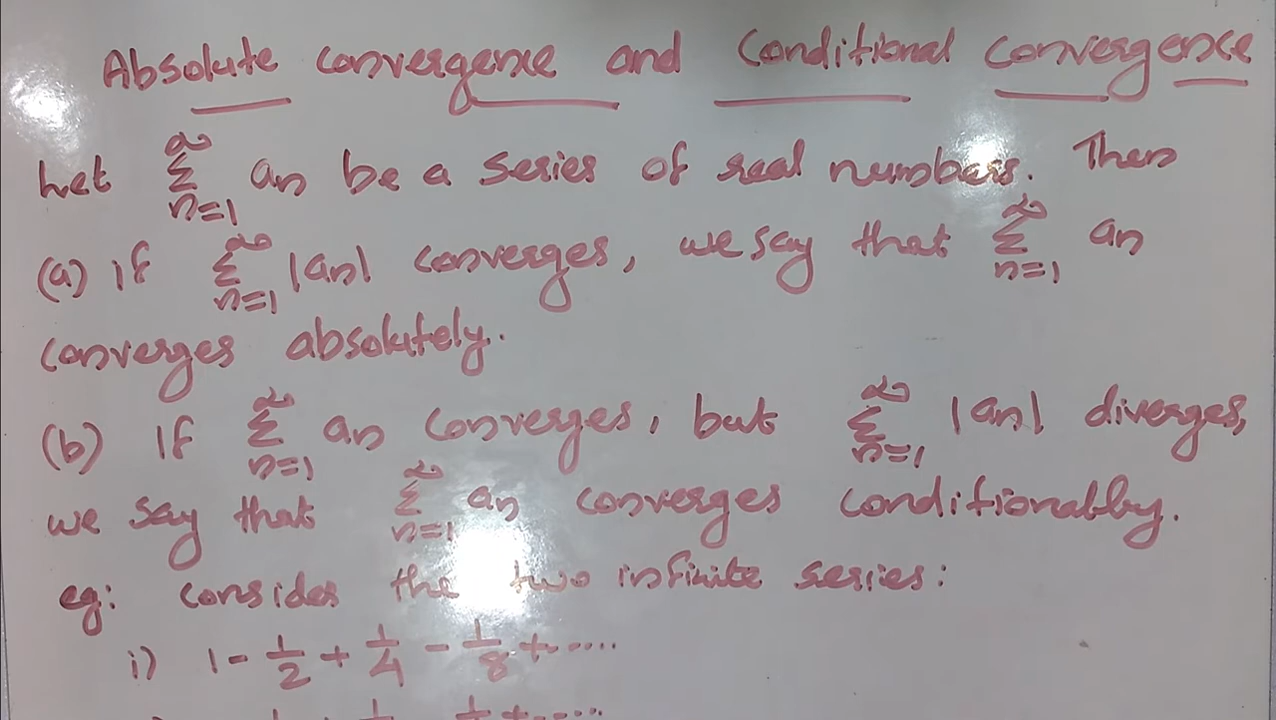 Absolute convergence and Conditional Convergence
Let ∞∑n=1 an be a series of real numbers. Then
(a) If ∞∑n=1 |an| converges, we say that ∞∑n=1 an
converges absolutely.
(b) If ∞∑n=1 an converges, but ∞∑n=1 |an| diverges,
we say that ∞∑n=1 an converges conditionabby.
eg: consider the two infinite series:
i) 1 - 1/2 + 1/4 - 1/8 + ....